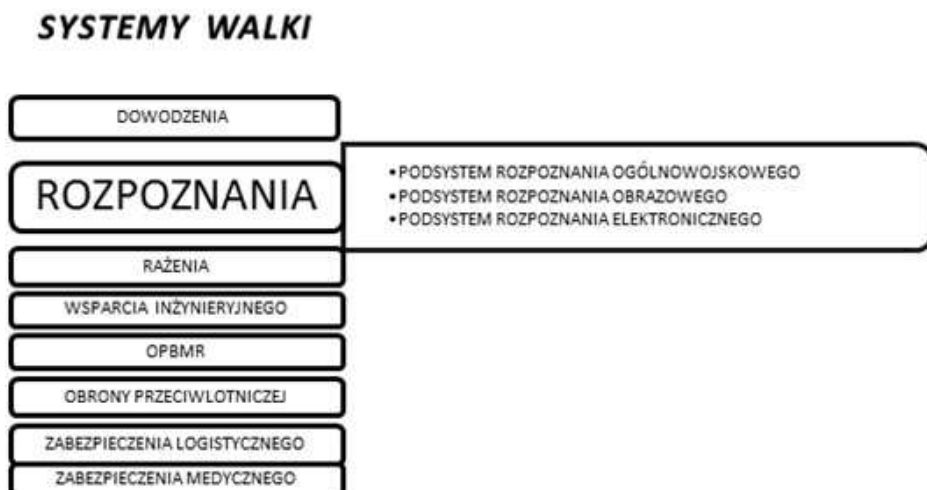 SYSTEMY WALKI
DOWODZENIA
ROZPOZNANIA
•PODSYSTEM ROZPOZNANIA OGÓLNOWOJSKOWEGO
•PODSYSTEM ROZPOZNANIA OBRAZOWEGO
•PODSYSTEM ROZPOZNANIA ELEKTRONICZNEGO
RAŻENIA
WSPARCIA INŻYNIERYJNEGO
OPBMR
OBRONY PRZECIWLOTNICZEJ
ZABEZPIECZENIA LOGISTYCZNEGO
ZABEZPIECZENIA MEDYCZNEGO